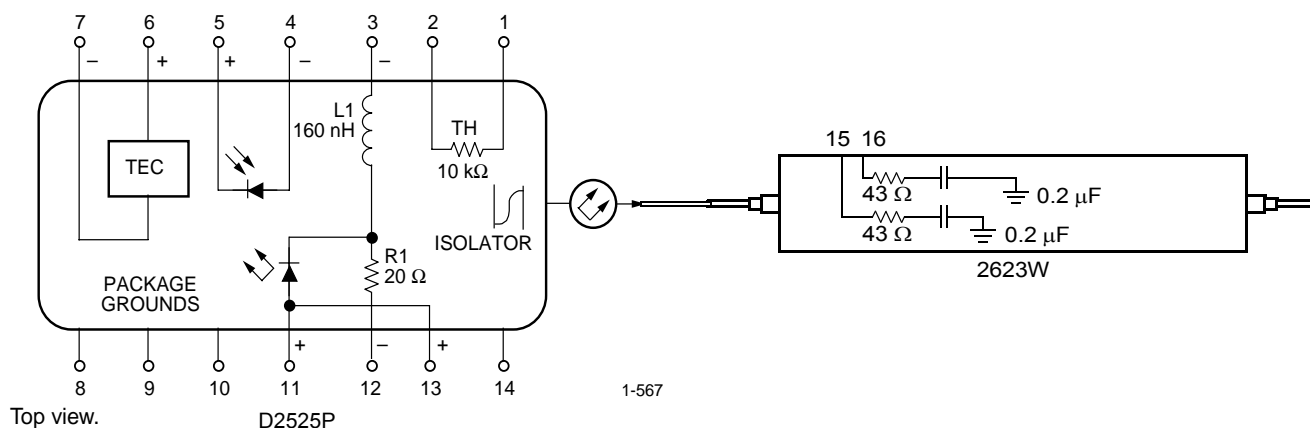 7 6 5 4 3 2 1
– + + – –
L1
160 nH
TH
10 kΩ
TEC
15 16
43 Ω
0.2 μF
43 Ω
0.2 μF
ISOLATOR
R1
20 Ω
2623W
PACKAGE
GROUNDS
+ – +
8 9 10 11 12 13 14
1-567
Top view.
D2525P